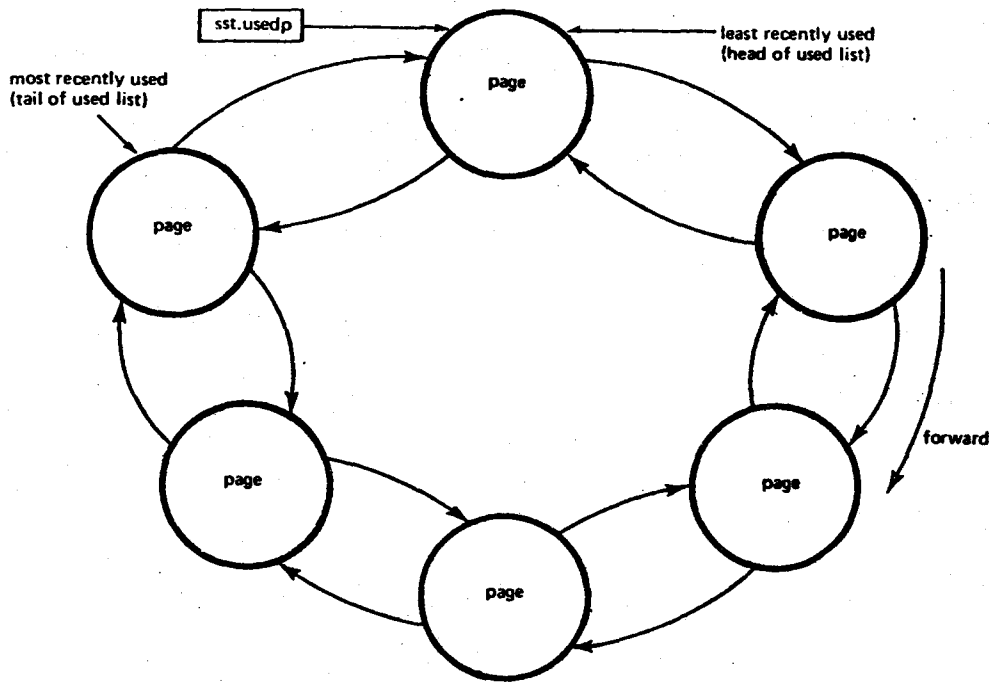 sst.usedp
least recently used
(head of used list)
most recently used
(tail of used list)
page
page
page
forward
page
page
page